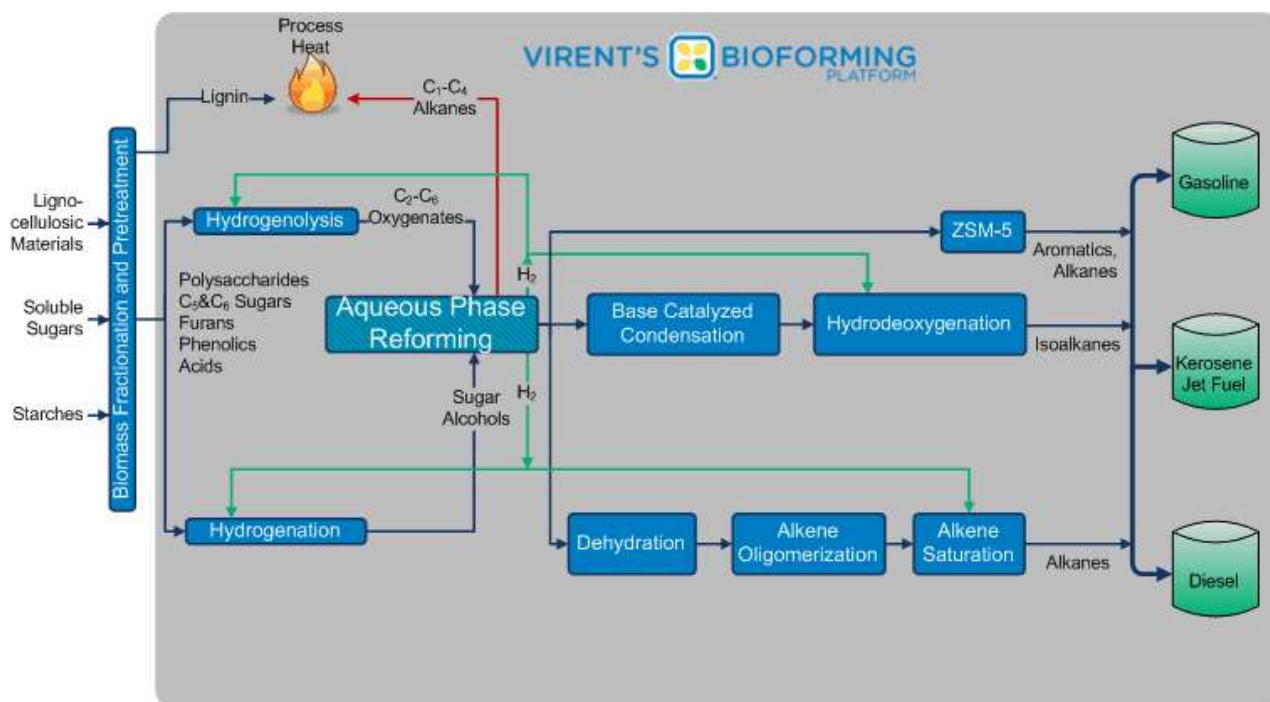 Process
Heat
VIRENT'S BIOFORMING
PLATFORM
Lignin
C₁-C₄
Alkanes
Biomass Fractionation and Pretreatment
Ligno-
cellulosic
Materials
Soluble
Sugars
Starches
Hydrogenolysis
C₂-C₆
Oxygenates
Polysaccharides
C₅&C₆ Sugars
Furans
Phenolics
Acids
Aqueous Phase
Reforming
H₂
H₂
Sugar
Alcohols
Hydrogenation
ZSM-5
Aromatics,
Alkanes
Base Catalyzed
Condensation
Hydrodeoxygenation
Isoalkanes
Dehydration
Alkene
Oligomerization
Alkene
Saturation
Alkanes
Gasoline
Kerosene
Jet Fuel
Diesel